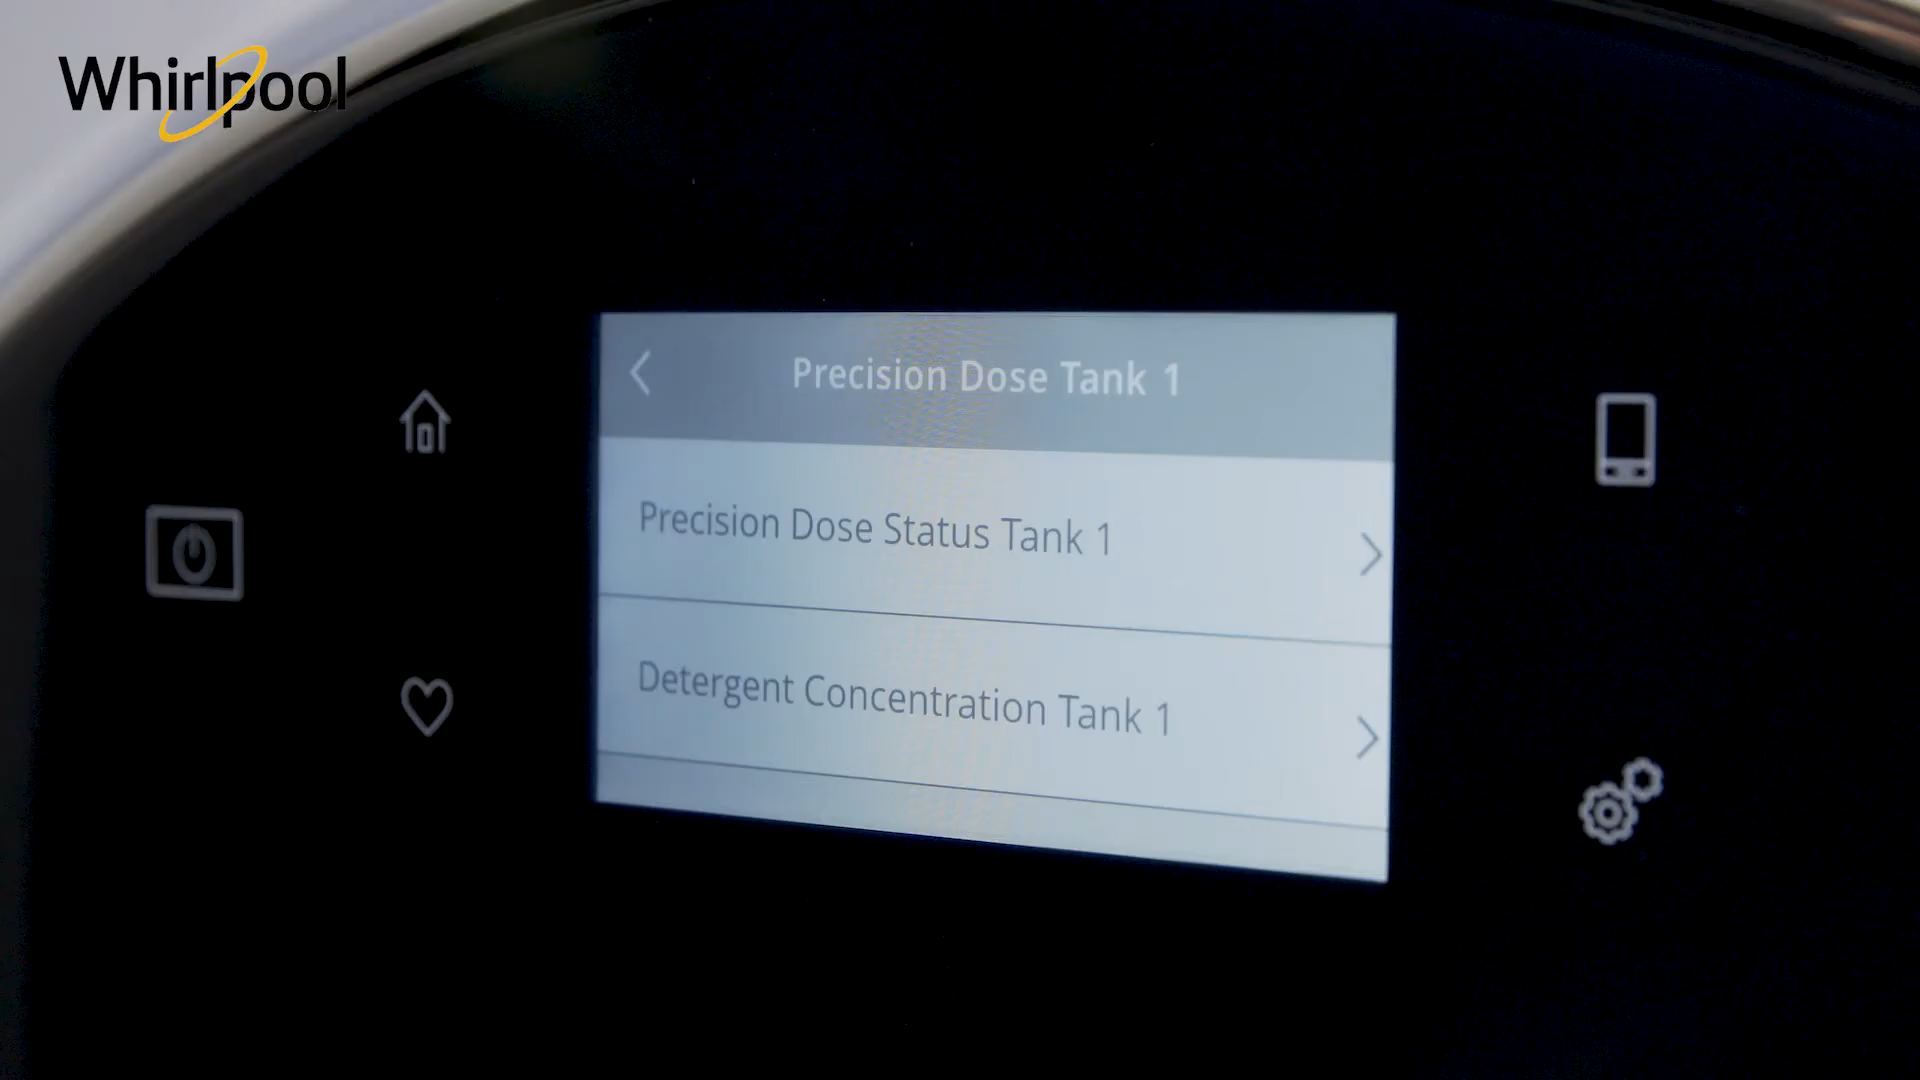 Whirlpool
Precision Dose Tank 1
Precision Dose Status Tank 1
Detergent Concentration Tank 1